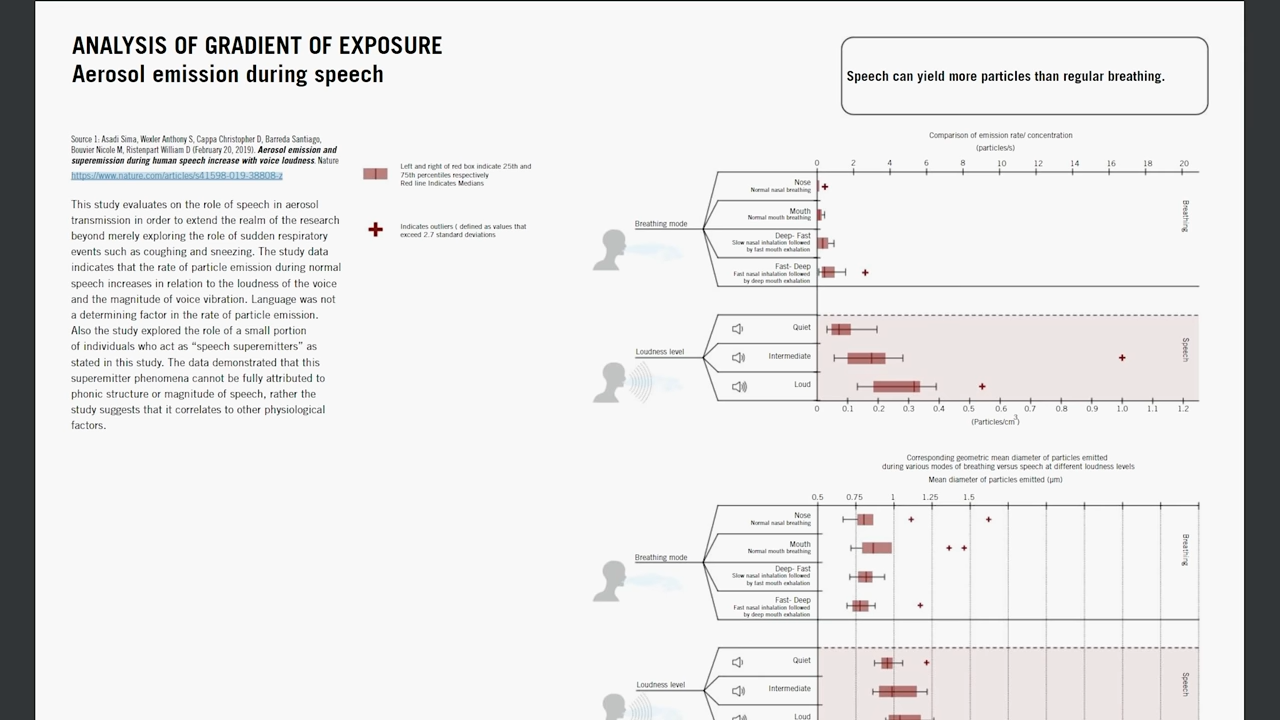 ANALYSIS OF GRADIENT OF EXPOSURE
Aerosol emission during speech
Speech can yield more particles than regular breathing.
Source 1: Asadi Sima, Wexler Anthony S, Cappa Christopher D, Barreda Santiago,
Bouvier Nicole M, Ristenpart William D (February 20, 2019). Aerosol emission and
superemission during human speech increase with voice loudness. Nature
https://www.nature.com/articles/s41598-019-38808-z
This study evaluates on the role of speech in aerosol
transmission in order to extend the realm of the research
beyond merely exploring the role of sudden respiratory
events such as coughing and sneezing. The study data
indicates that the rate of particle emission during normal
speech increases in relation to the loudness of the voice
and the magnitude of voice vibration. Language was not
a determining factor in the rate of particle emission.
Also the study explored the role of a small portion
of individuals who act as “speech superemitters” as
stated in this study. The data demonstrated that this
superemitter phenomena cannot be fully attributed to
phonic structure or magnitude of speech, rather the
study suggests that it correlates to other physiological
factors.
Left and right of red box indicate 25th and
75th percentiles respectively
Red line Indicates Medians
Indicates outliers ( defined as values that
exceed 2.7 standard deviations
Comparison of emission rate/ concentration
(particles/s)
0 2 4 6 8 10 12 14 16 18 20
Breathing mode
Nose
Normal nasal breathing
Mouth
Normal mouth breathing
Deep- Fast
Slow nasal inhalation followed
by fast mouth exhalation
Fast- Deep
Fast nasal inhalation followed
by deep mouth exhalation
Breathing
Loudness level
Quiet
Intermediate
Loud
Speech
0 0.1 0.2 0.3 0.4 0.5 0.6 0.7 0.8 0.9 1.0 1.1 1.2
(Particles/cm3)
Corresponding geometric mean diameter of particles emitted
during various modes of breathing versus speech at different loudness levels
Mean diameter of particles emitted (µm)
0.5 0.75 1 1.25 1.5
Breathing mode
Nose
Normal nasal breathing
Mouth
Normal mouth breathing
Deep- Fast
Slow nasal inhalation followed
by fast mouth exhalation
Fast- Deep
Fast nasal inhalation followed
by deep mouth exhalation
Breathing
Loudness level
Quiet
Intermediate
Loud
Speech